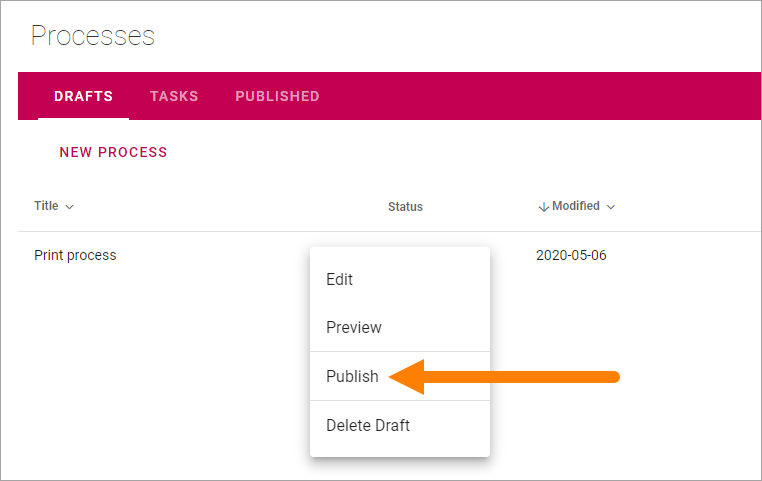 Processes
DRAFTS TASKS PUBLISHED
NEW PROCESS
Title Status Modified
Print process 2020-05-06
Edit
Preview
Publish
Delete Draft